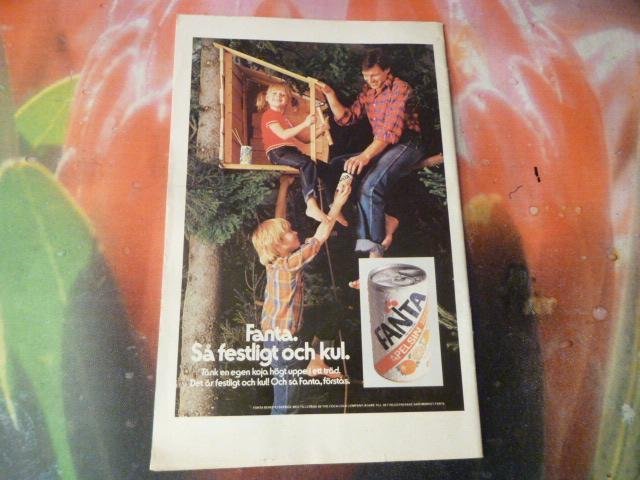 Fanta.
Så festligt och kul.
Tänk en egen koja högt uppe i ett träd.
Det är festligt och kul! Och så Fanta, förstås.
FANTA
APELSIN